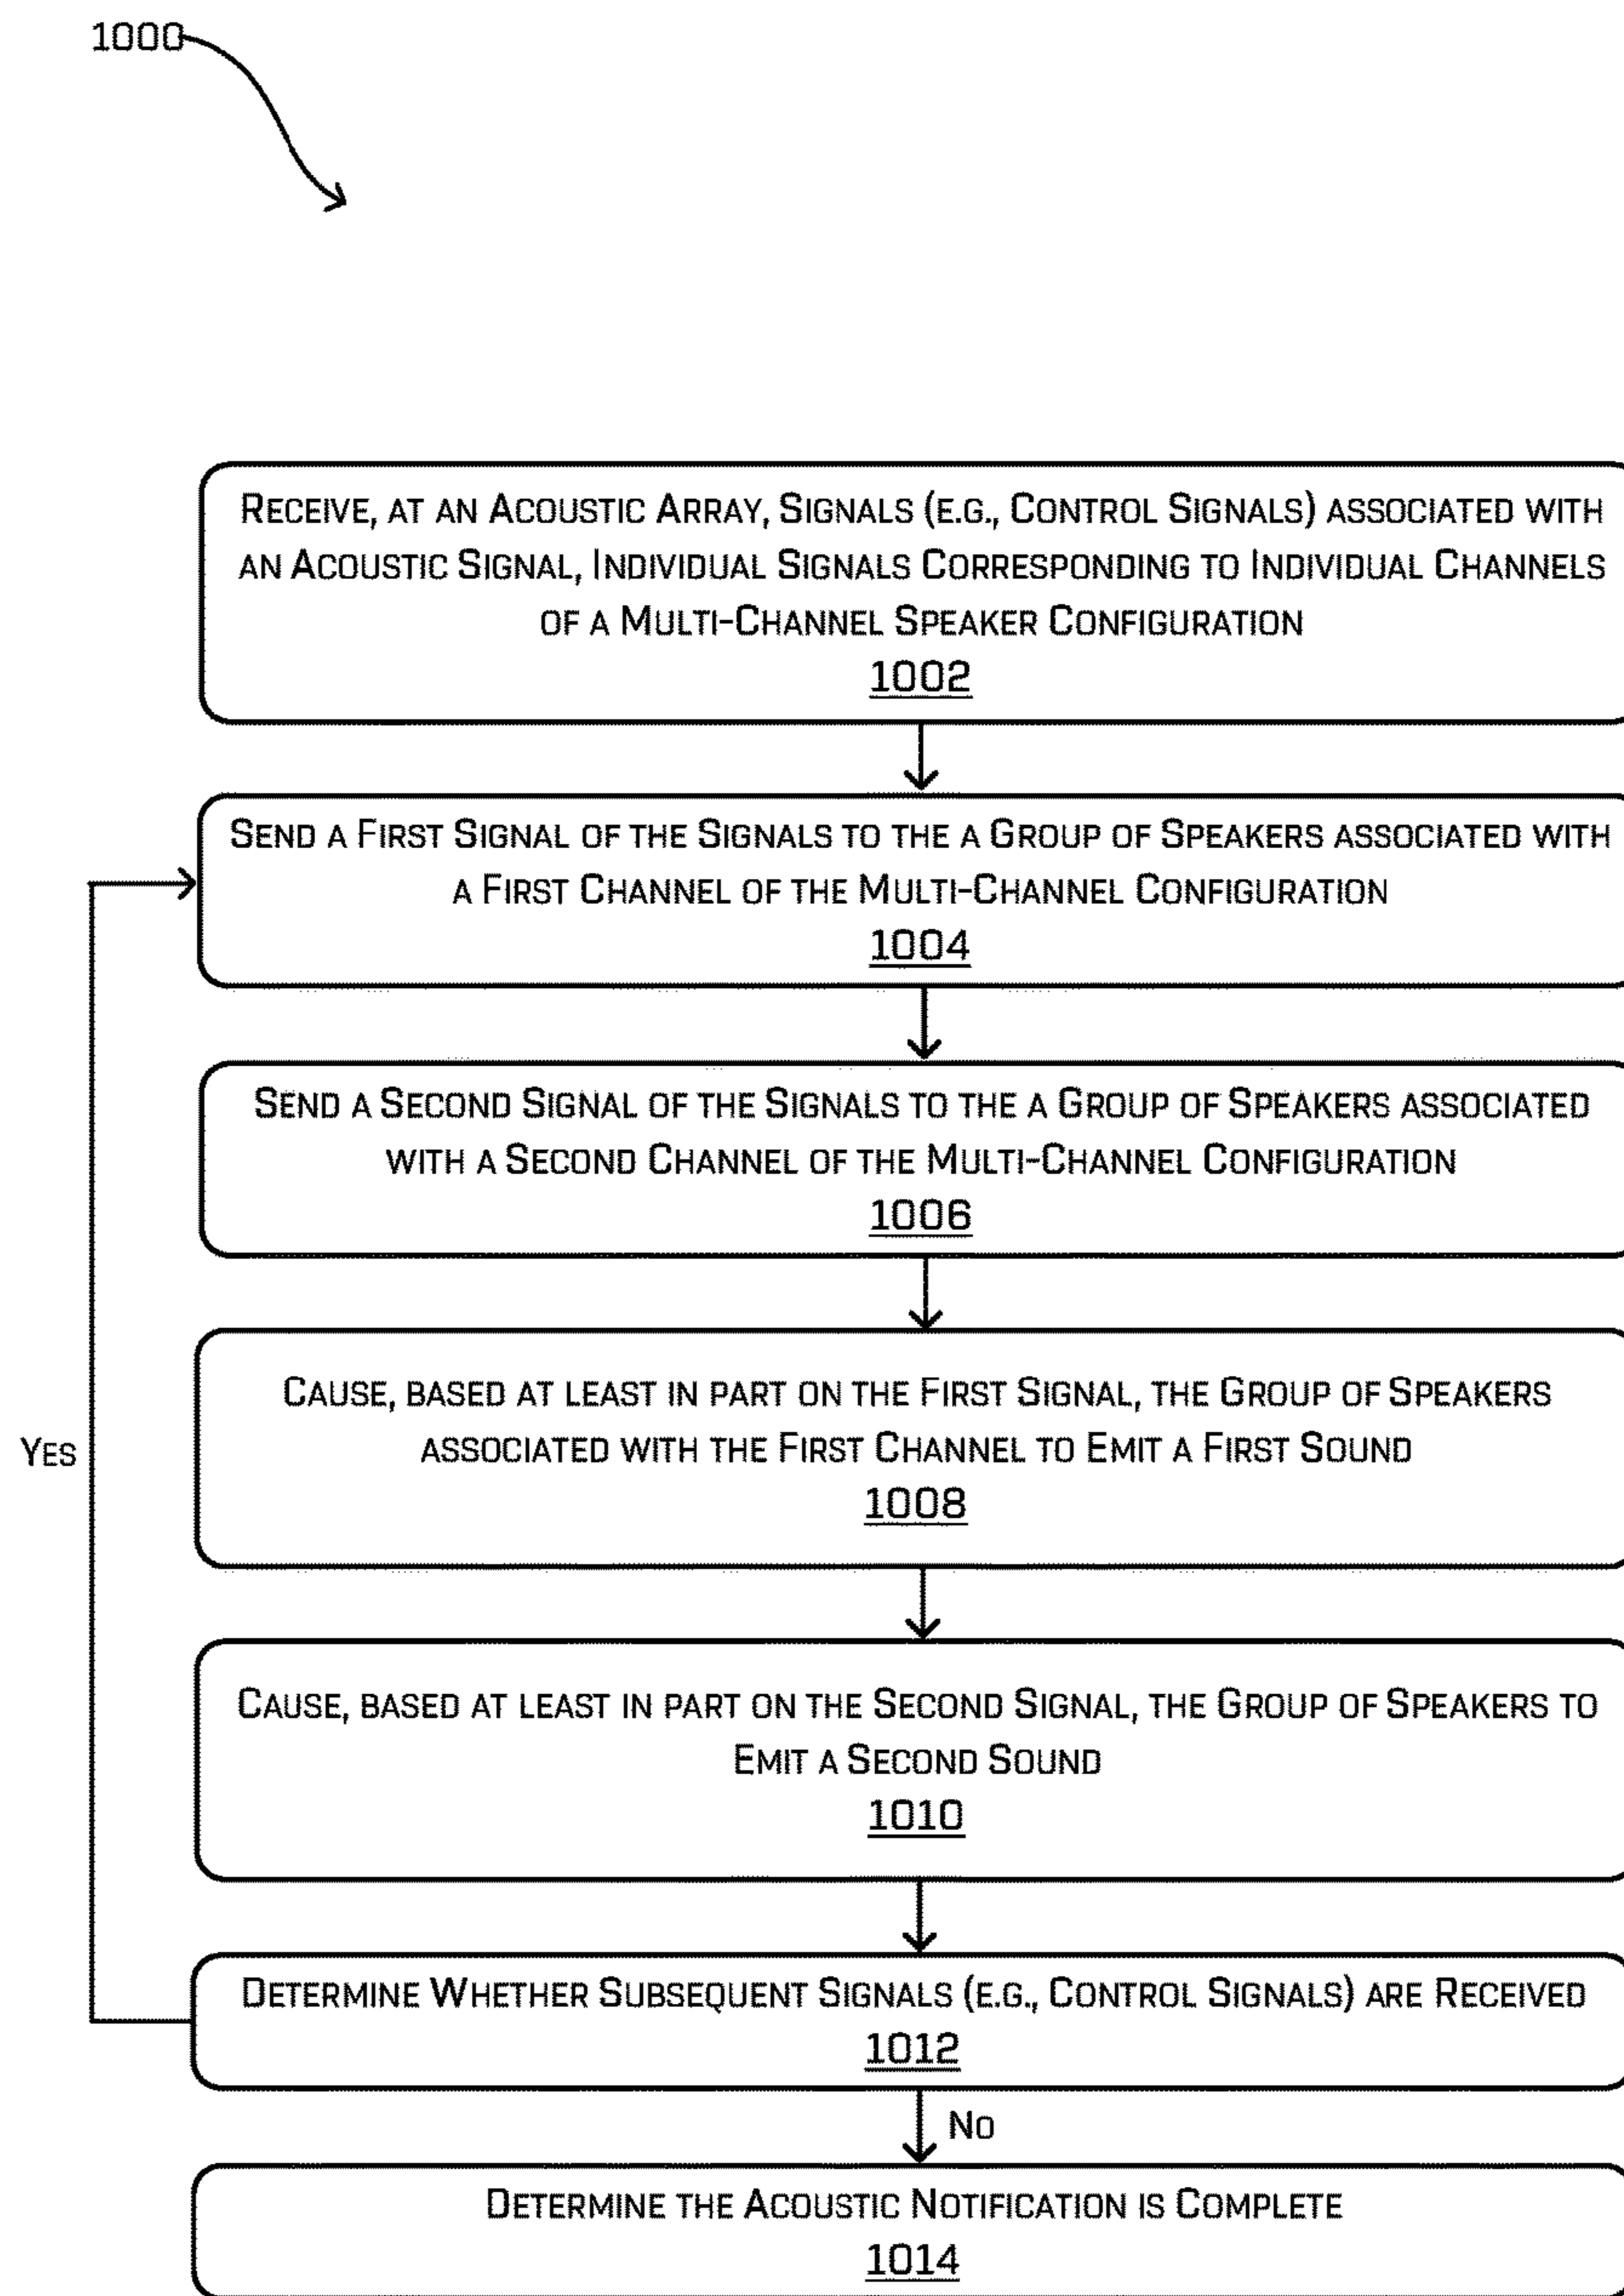 1000
Receive, at an Acoustic Array, Signals (e.g., Control Signals) associated with
an Acoustic Signal, Individual Signals Corresponding to Individual Channels
of a Multi-Channel Speaker Configuration
1002
Send a First Signal of the Signals to the a Group of Speakers associated with
a First Channel of the Multi-Channel Configuration
1004
Send a Second Signal of the Signals to the a Group of Speakers associated
with a Second Channel of the Multi-Channel Configuration
1006
Cause, based at least in part on the First Signal, the Group of Speakers
associated with the First Channel to Emit a First Sound
1008
Yes
Cause, based at least in part on the Second Signal, the Group of Speakers to
Emit a Second Sound
1010
Determine Whether Subsequent Signals (e.g., Control Signals) are Received
1012
No
Determine the Acoustic Notification is Complete
1014